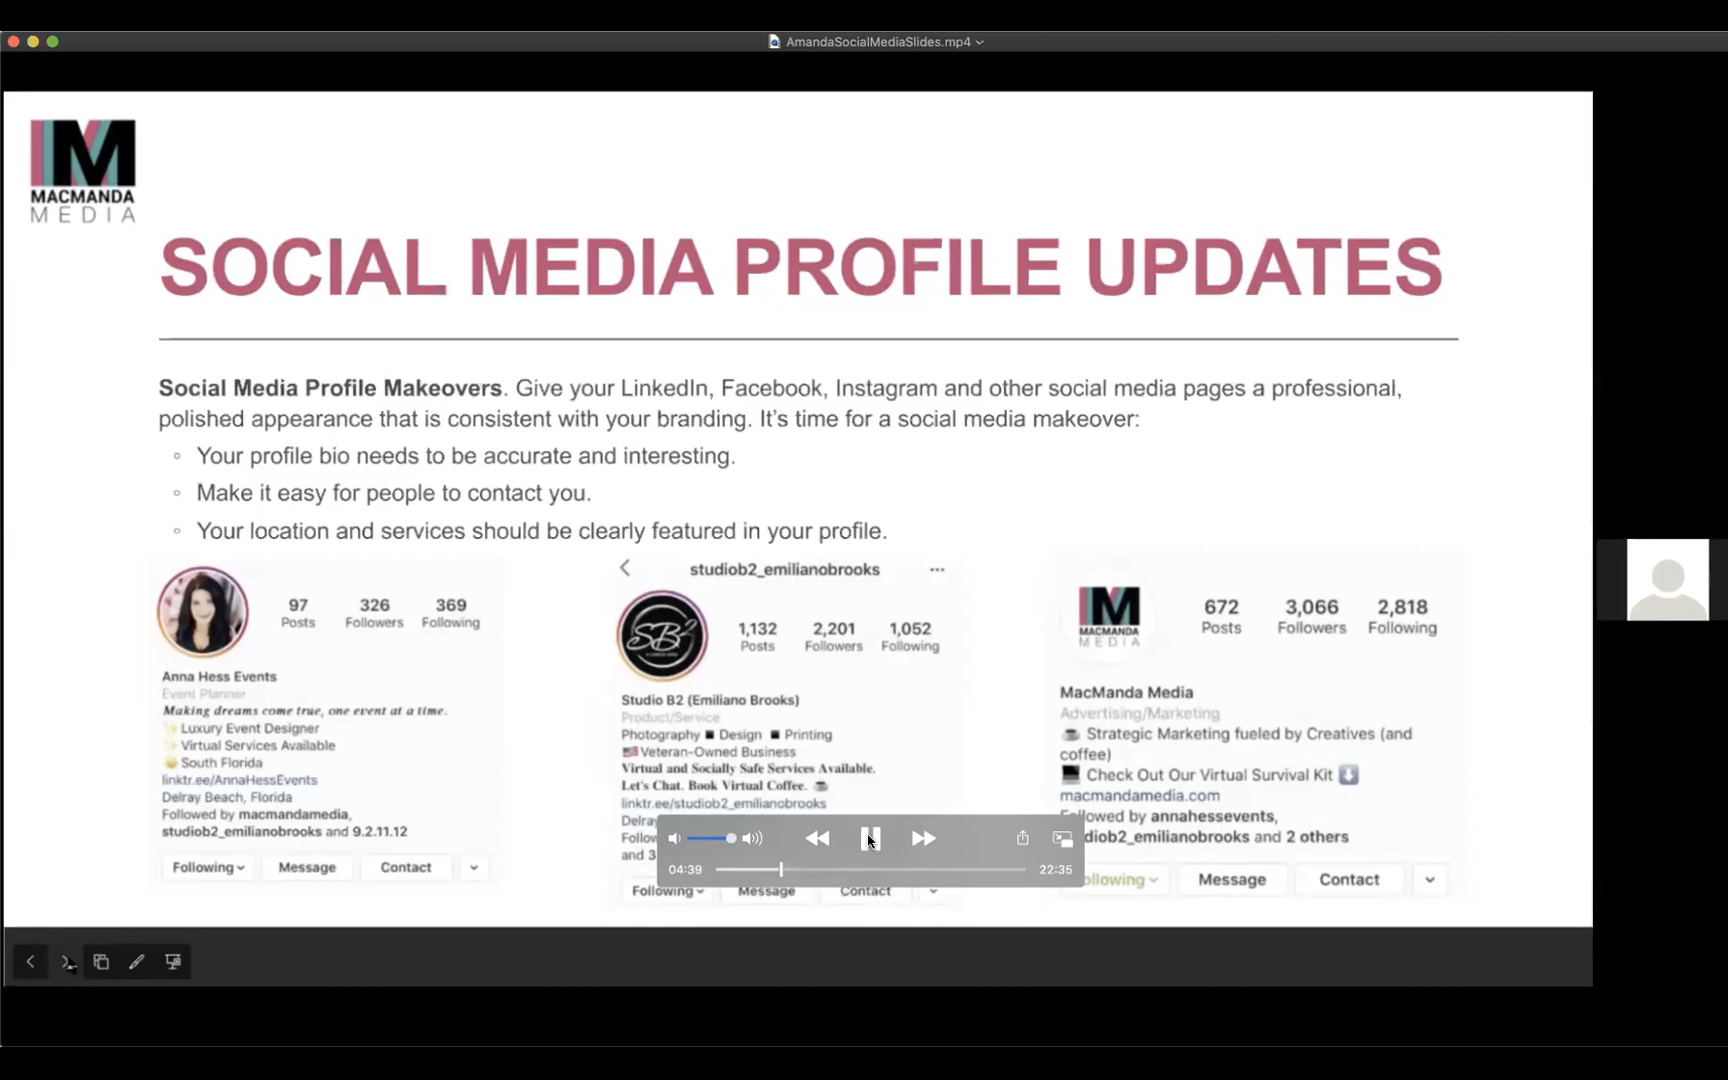 AmandaSocialMediaSlides.mp4
MACMANDA
MEDIA
SOCIAL MEDIA PROFILE UPDATES
Social Media Profile Makeovers. Give your LinkedIn, Facebook, Instagram and other social media pages a professional,
polished appearance that is consistent with your branding. It’s time for a social media makeover:
Your profile bio needs to be accurate and interesting.
Make it easy for people to contact you.
Your location and services should be clearly featured in your profile.
97 326 369
Posts Followers Following
Anna Hess Events
Event Planner
Making dreams come true, one event at a time.
Luxury Event Designer
Virtual Services Available
South Florida
linktr.ee/AnnaHessEvents
Delray Beach, Florida
Followed by macmandamedia,
studiob2_emilianobrooks and 9.2.11.12
Following Message Contact
studiob2_emilianobrooks
SB2
1,132 2,201 1,052
Posts Followers Following
Studio B2 (Emiliano Brooks)
Product/Service
Photography ◾ Design ◾ Printing
🇺🇸 Veteran-Owned Business
Virtual and Socially Safe Services Available.
Let's Chat. Book Virtual Coffee. ☕
linktr.ee/studiob2_emilianobrooks
and 3
Following Message Contact
MACMANDA
MEDIA
672 3,066 2,818
Posts Followers Following
MacManda Media
Advertising/Marketing
☕ Strategic Marketing fueled by Creatives (and
coffee)
💻 Check Out Our Virtual Survival Kit ⬇️
macmandamedia.com
Followed by annahessevents,
studiob2_emilianobrooks and 2 others
Following Message Contact
04:39 22:35